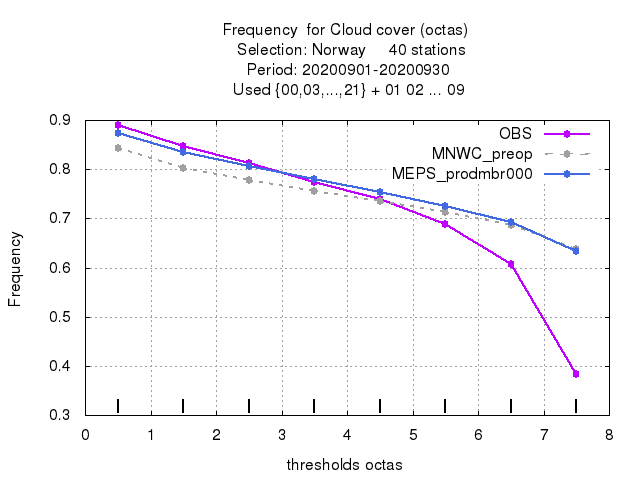 Frequency  for Cloud cover (octas)
Selection: Norway     40 stations
Period: 20200901-20200930
Used {00,03,...,21} + 01 02 ... 09
OBS
MNWC_preop
MEPS_prodmbr000
0.9
0.8
0.7
0.6
0.5
0.4
0.3
Frequency
0 1 2 3 4 5 6 7 8
thresholds octas